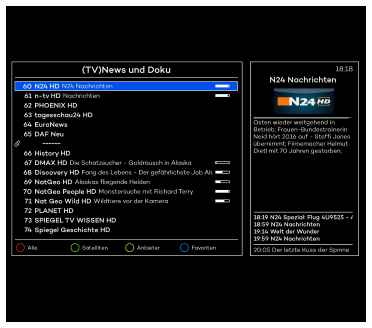 (TV)News und Doku
60 N24 HD N24 Nachrichten
61 n-tv HD Nachrichten
62 PHOENIX HD
63 tagesschau24 HD
64 EuroNews
65 DAF Neu
------
66 History HD
67 DMAX HD Die Schatzsucher - Goldrausch in Alaska
68 Discovery HD Fang des Lebens - Der gefährlichste Job Al
69 NatGeo HD Alaskas fliegende Helden
70 NatGeo People HD Monstersuche mit Richard Terry
71 Nat Geo Wild HD Wildtiere vor der Kamera
72 PLANET HD
73 SPIEGEL TV WISSEN HD
74 Spiegel Geschichte HD
Alle Satelliten Anbieter Favoriten
18:18
N24 Nachrichten
N24 HD
Osten wieder weitgehend in
Betrieb; Frauen-Bundestrainerin
Neid hört 2016 auf - Steffi Jones
übernimmt; Filmemacher Helmut
Dietl mit 70 Jahren gestorben.
18:19 N24 Spezial: Flug 4U9525 -
18:59 N24 Nachrichten
19:14 Welt der Wunder
19:59 N24 Nachrichten
20:05 Der letzte Kuss der Spinne